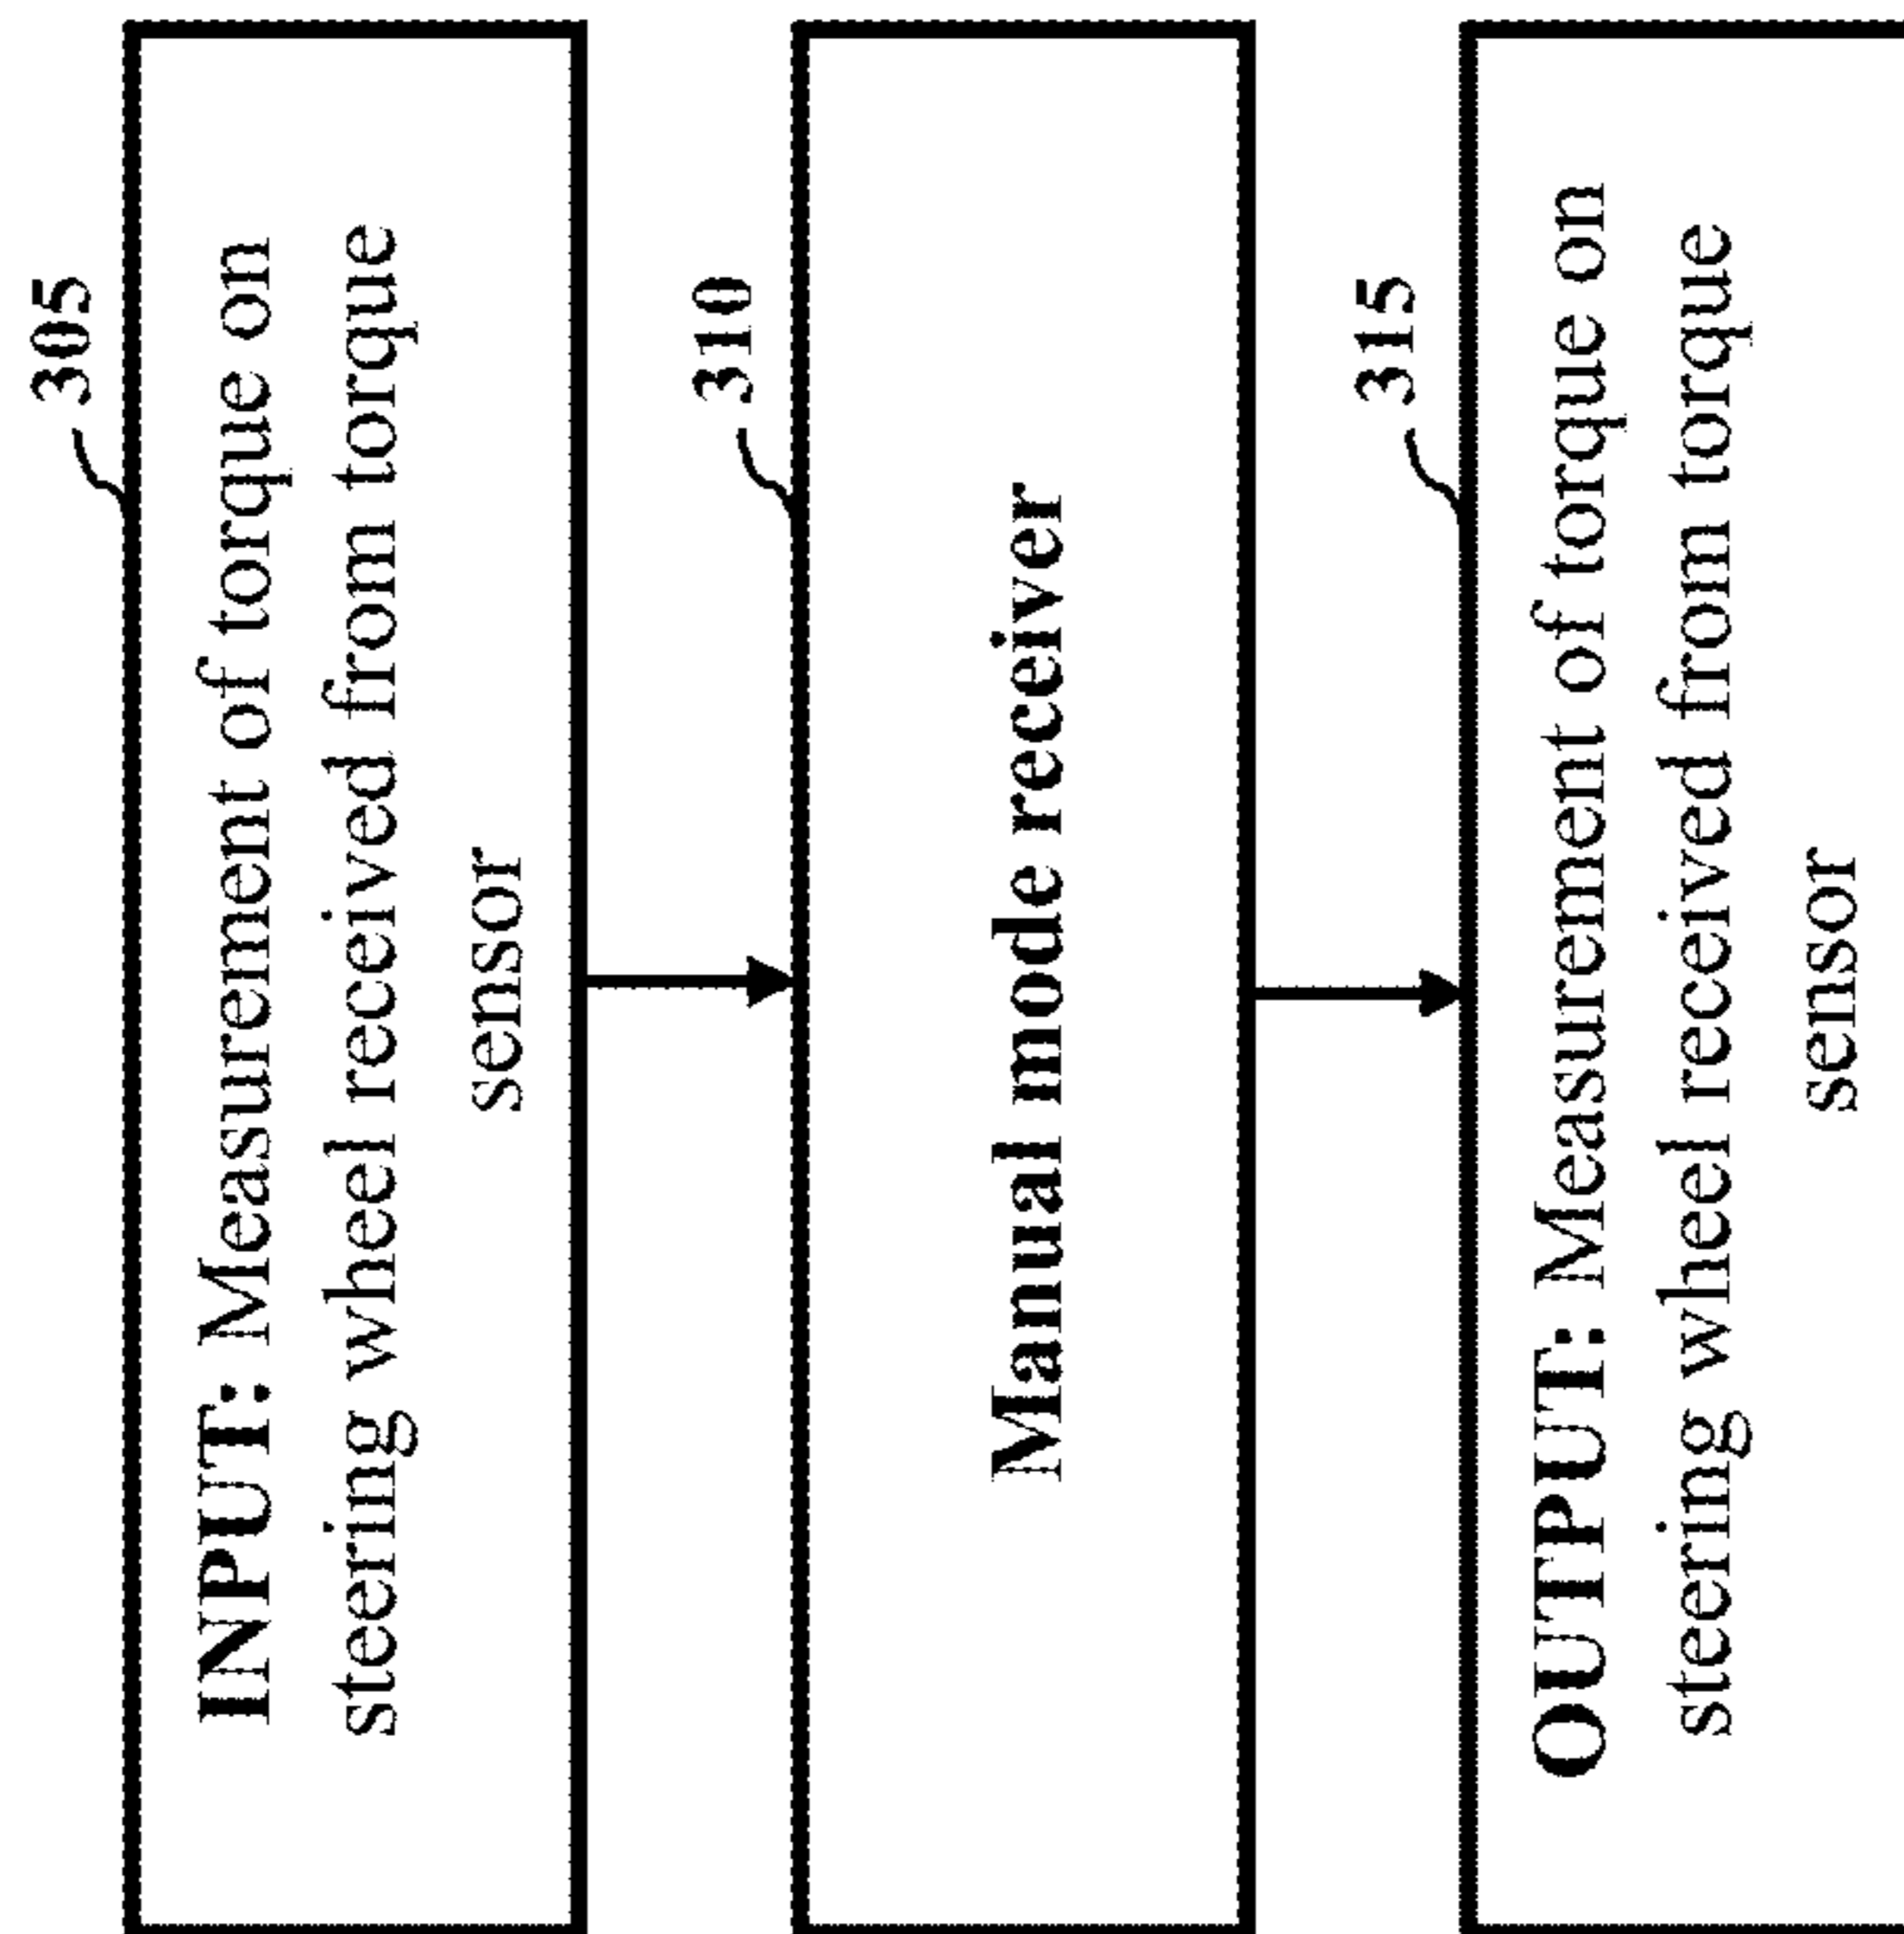 305
INPUT: Measurement of torque on
steering wheel received from torque
sensor
310
Manual mode receiver
315
OUTPUT: Measurement of torque on
steering wheel received from torque
sensor